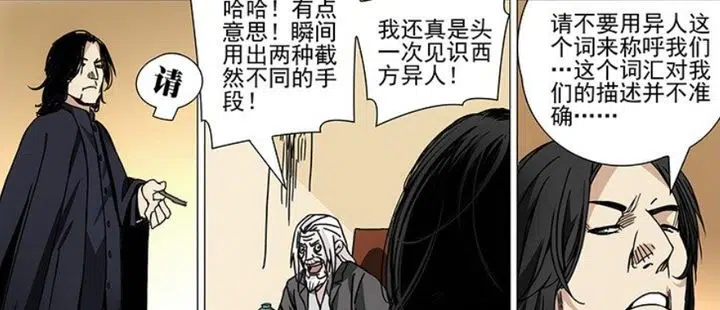 请
哈哈！有点
意思！瞬间
用出两种截
然不同的手
段！
我还真是头
一次见识西
方异人！
请不要用异人这
个词来称呼我们
…这个词汇对我
们的描述并不准
确……